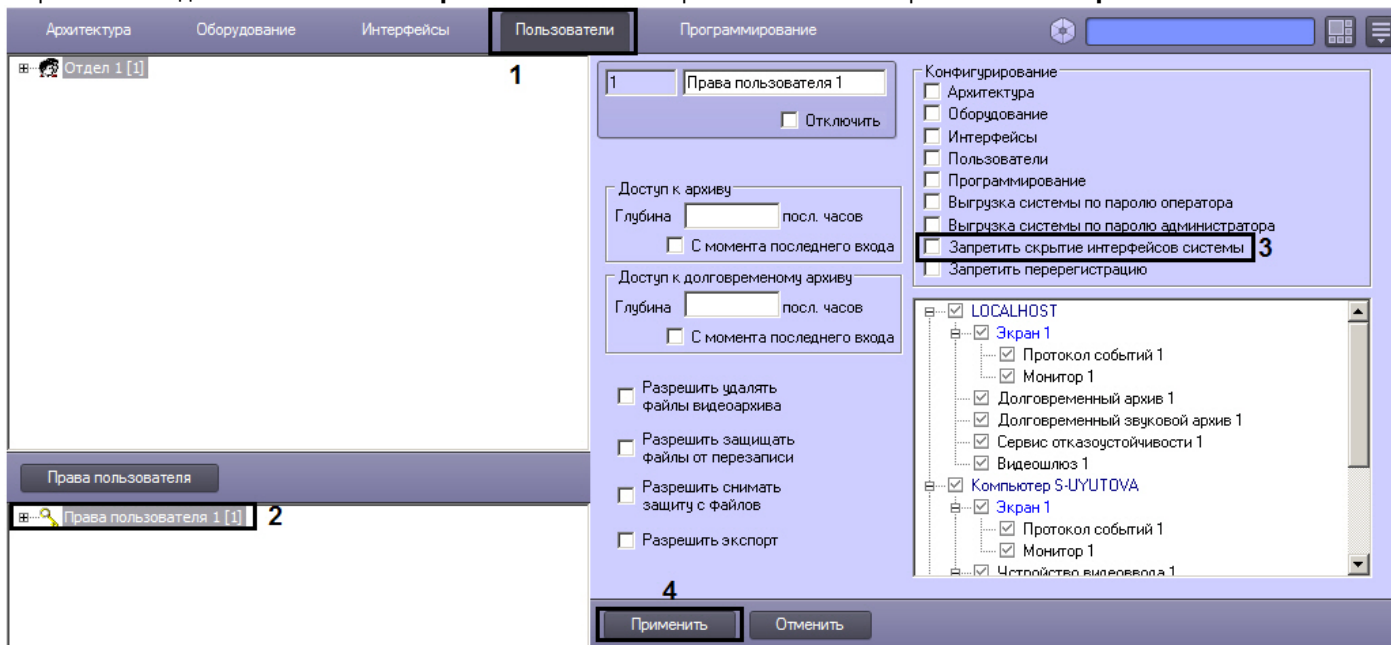 Архитектура Оборудование Интерфейсы Пользователи Программирование
Отдел 1 [1]
1
1 Права пользователя 1
Отключить
Доступ к архиву
Глубина посл. часов
С момента последнего входа
Доступ к долговременому архиву
Глубина посл. часов
С момента последнего входа
Разрешить удалять
файлы видеоархива
Разрешить защищать
файлы от перезаписи
Разрешить снимать
защиту с файлов
Разрешить экспорт
Конфигурирование
Архитектура
Оборудование
Интерфейсы
Пользователи
Программирование
Выгрузка системы по паролю оператора
Выгрузка системы по паролю администратора
Запретить скрытие интерфейсов системы 3
Запретить перерегистрацию
LOCALHOST
Экран 1
Протокол событий 1
Монитор 1
Долговременный архив 1
Долговременный звуковой архив 1
Сервис отказоустойчивости 1
Видеошлюз 1
Компьютер S-UYUTOVA
Экран 1
Протокол событий 1
Монитор 1
Устройство видеоввода 1
Права пользователя
Права пользователя 1 [1] 2
4
Применить Отменить